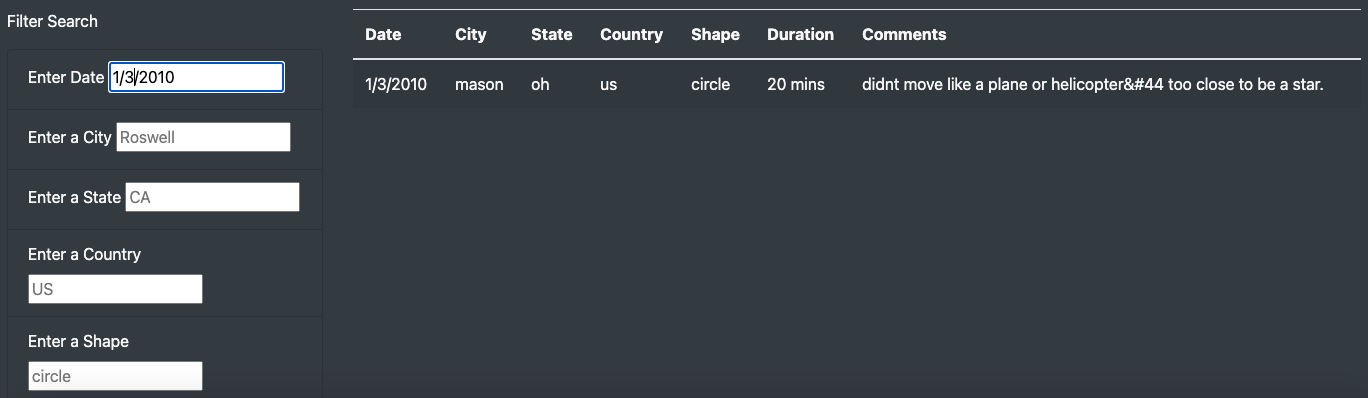 Filter Search
Enter Date 1/3/2010
Enter a City Roswell
Enter a State CA
Enter a Country
US
Enter a Shape
circle
Date City State Country Shape Duration Comments
1/3/2010 mason oh us circle 20 mins didnt move like a plane or helicopter&#44 too close to be a star.